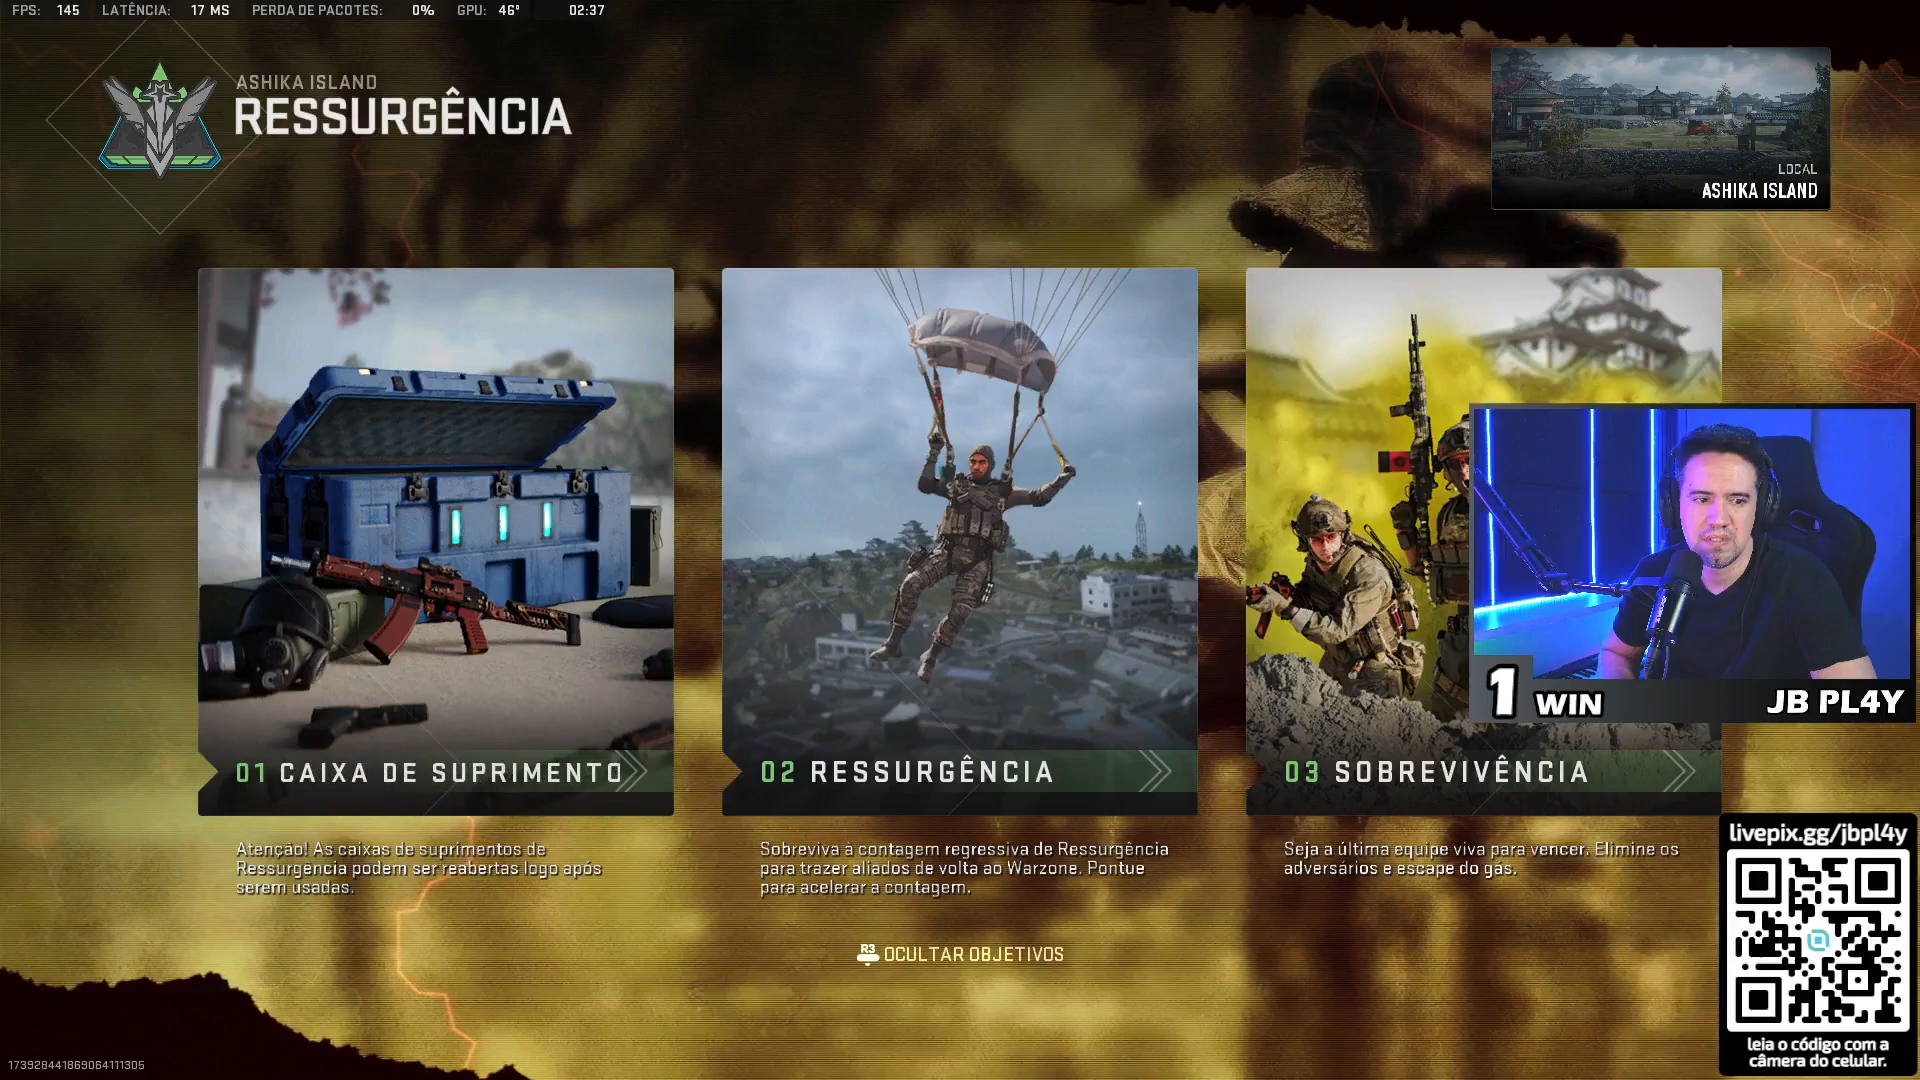 FPS: 145 LATÊNCIA: 17 MS PERDA DE PACOTES: 0% GPU: 46° 02:37
ASHIKA ISLAND
RESSURGÊNCIA
LOCAL
ASHIKA ISLAND
01 CAIXA DE SUPRIMENTO
Atenção! As caixas de suprimentos de
Ressurgência podem ser reabertas logo após
serem usadas.
02 RESSURGÊNCIA
Sobreviva à contagem regressiva de Ressurgência
para trazer aliados de volta ao Warzone. Pontue
para acelerar a contagem.
03 SOBREVIVÊNCIA
Seja a última equipe viva para vencer. Elimine os
adversários e escape do gás.
1 WIN JB PL4Y
R3 OCULTAR OBJETIVOS
livepix.gg/jbpl4y
leia o código com a
câmera do celular.
17392844186906411305